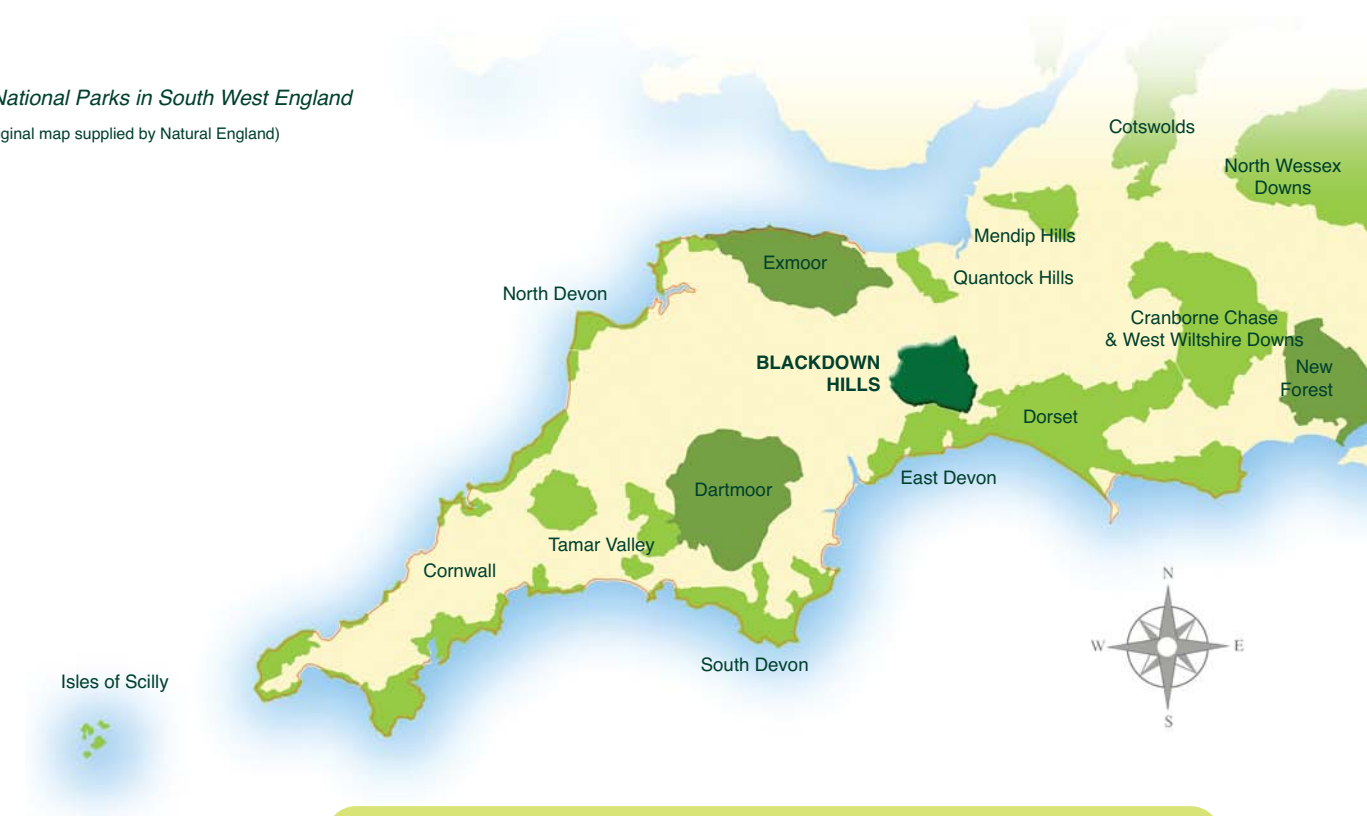 National Parks in South West England
ginal map supplied by Natural England)
Cotswolds
North Wessex
Downs
Mendip Hills
Exmoor
Quantock Hills
North Devon
Cranborne Chase
& West Wiltshire Downs
BLACKDOWN
HILLS
New
Forest
Dorset
East Devon
Dartmoor
Tamar Valley
Cornwall
South Devon
Isles of Scilly
N
W
E
S